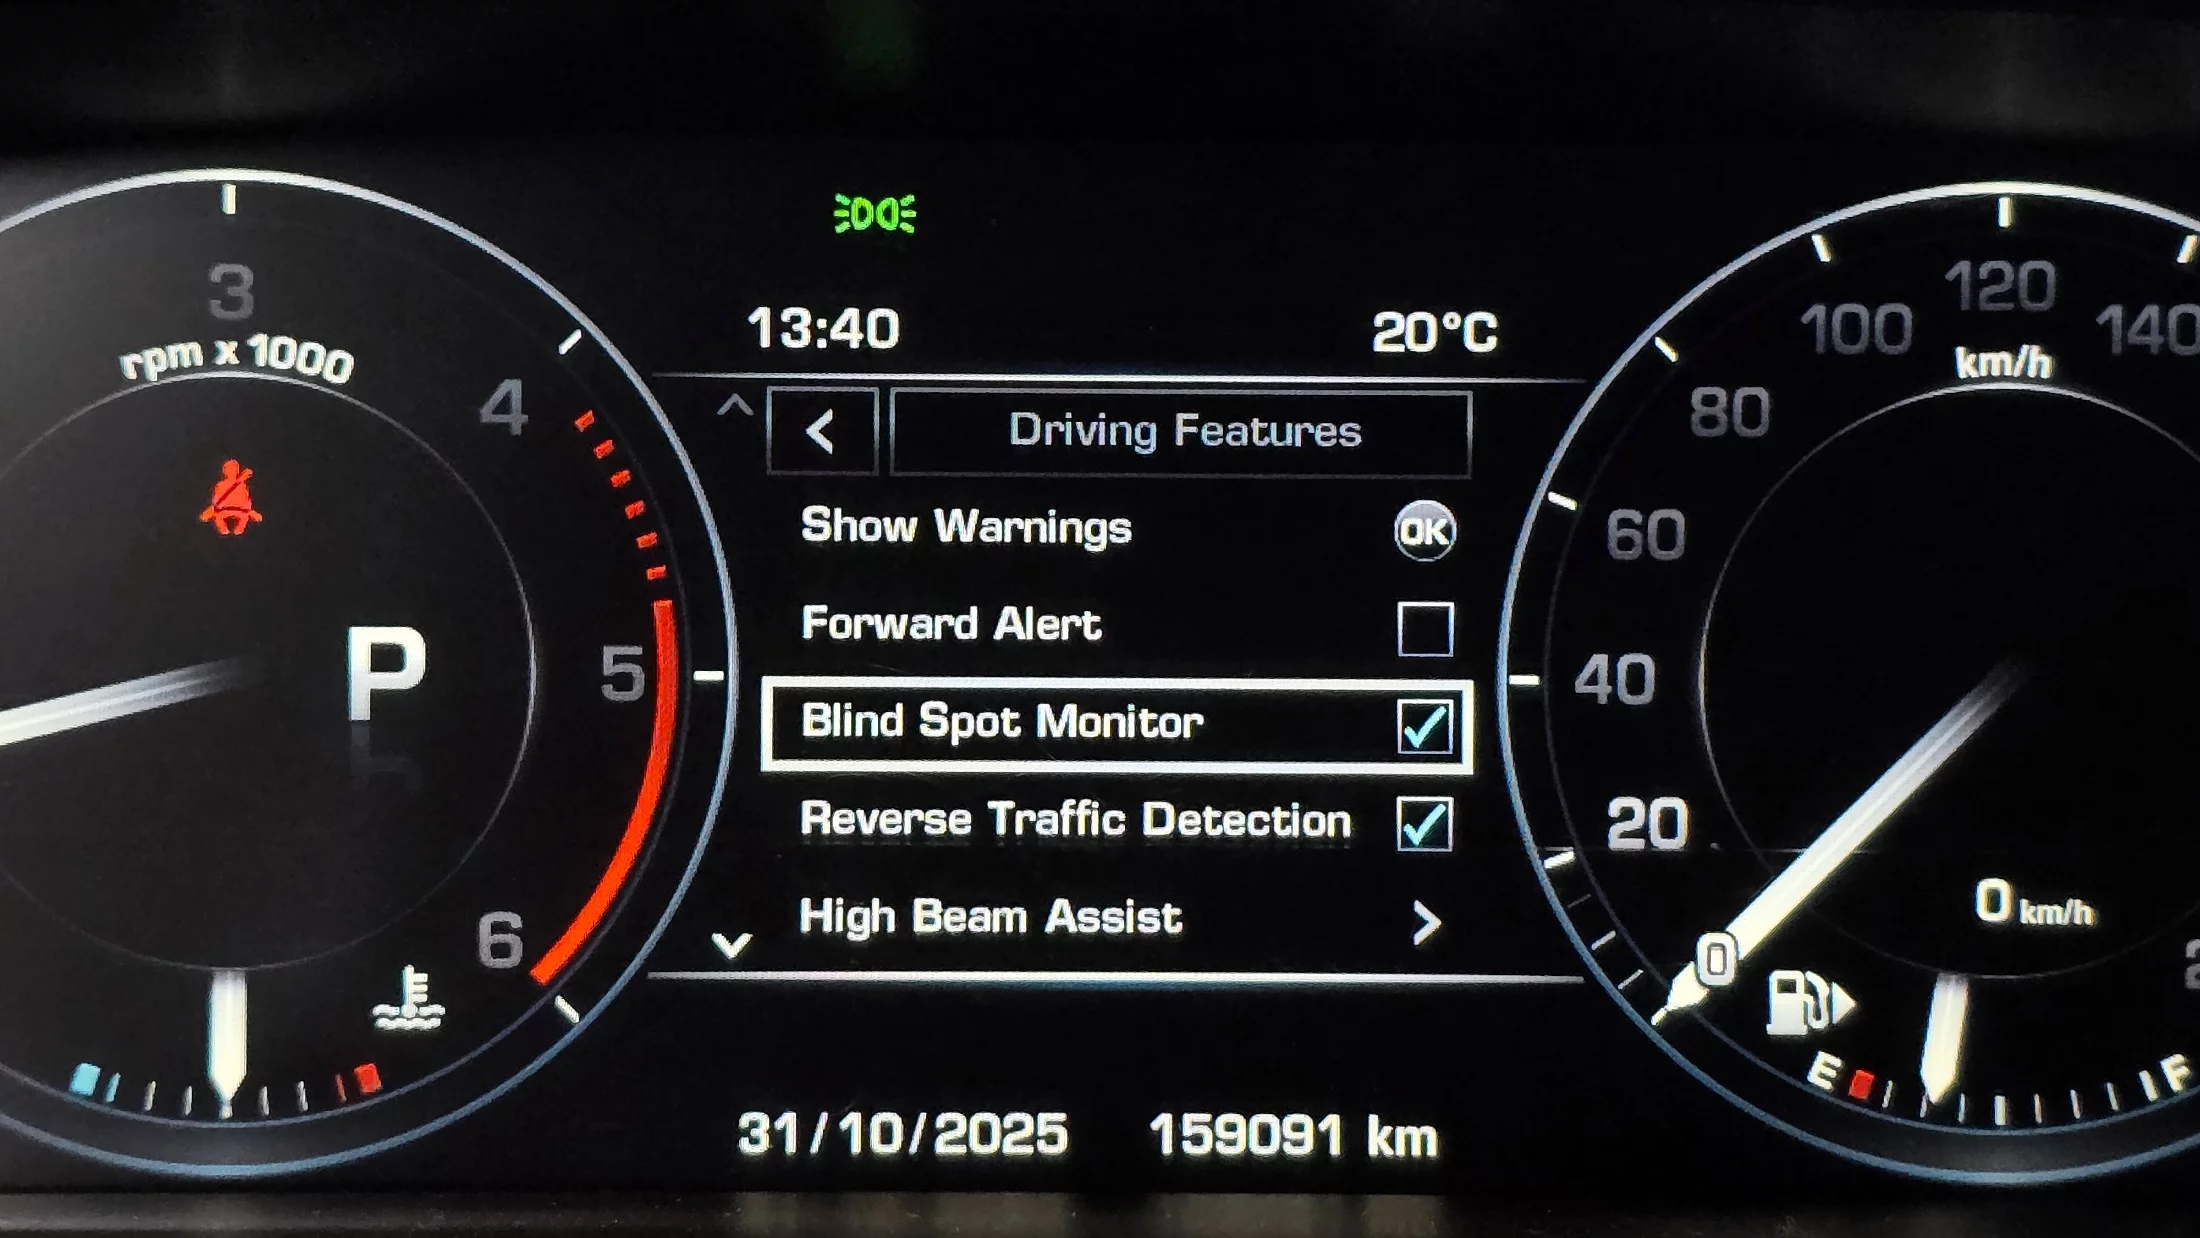 13:40 20°C
Driving Features
Show Warnings OK
Forward Alert
Blind Spot Monitor
Reverse Traffic Detection
High Beam Assist
31/10/2025 159091 km
3
rpm x 1000
4
5
6
P
120
100
140
km/h
80
60
40
20
0
0 km/h
E
F